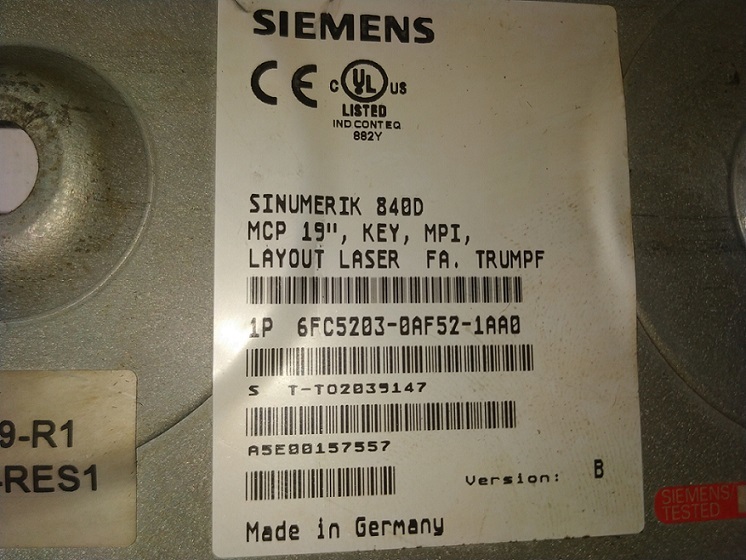 SIEMENS
CE C UL US
LISTED
IND CONT EQ
882Y
SINUMERIK 840D
MCP 19", KEY, MPI,
LAYOUT LASER FA. TRUMPF
1P 6FC5203-0AF52-1AA0
S T-T02039147
A5E00157557
Version: B
Made in Germany
9-R1
-RES1
SIEMENS
TESTED